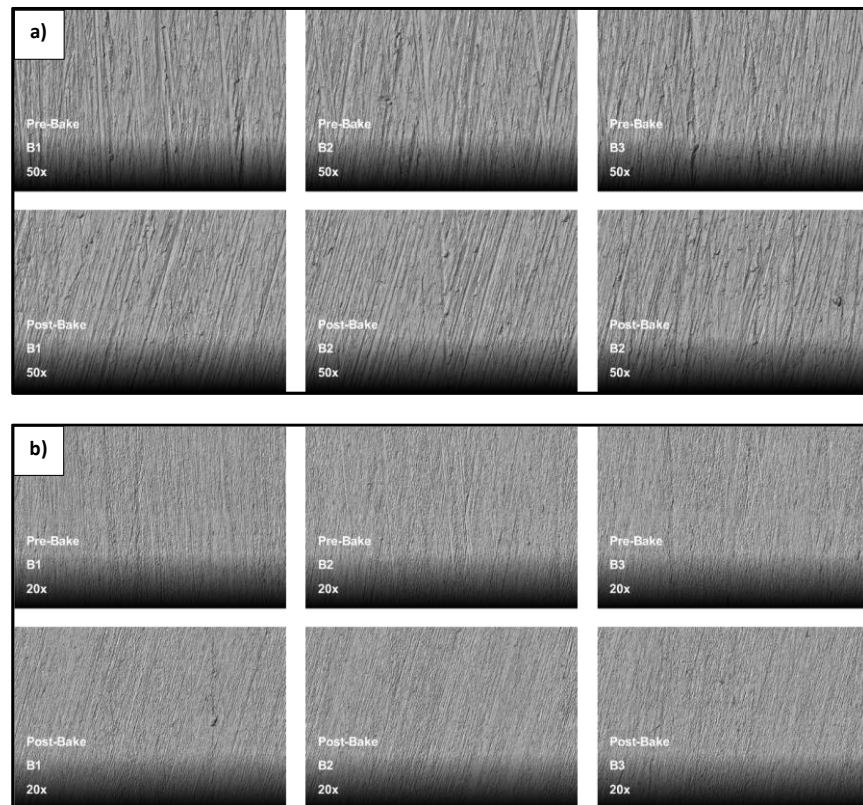 a)
Pre-Bake
B1
50x
Pre-Bake
B2
50x
Pre-Bake
B3
50x
Post-Bake
B1
50x
Post-Bake
B2
50x
Post-Bake
B2
50x
b)
Pre-Bake
B1
20x
Pre-Bake
B2
20x
Pre-Bake
B3
20x
Post-Bake
B1
20x
Post-Bake
B2
20x
Post-Bake
B3
20x